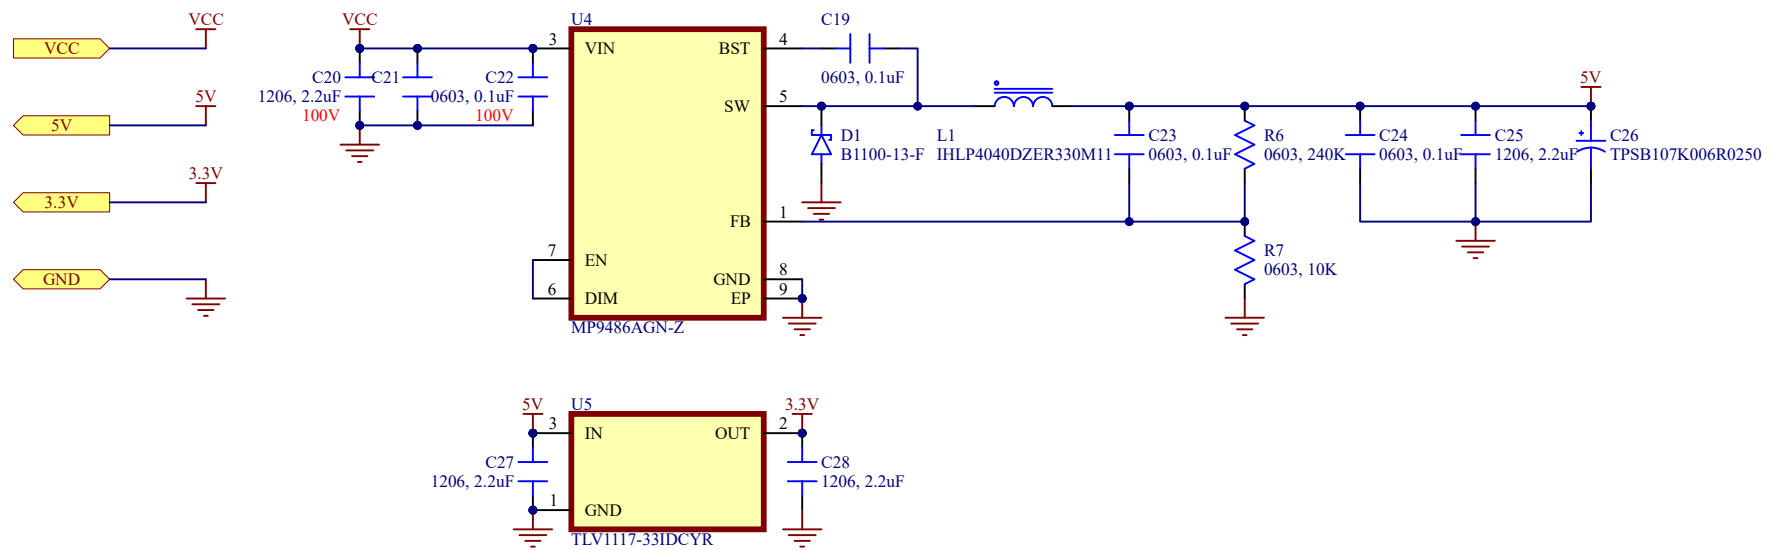 VCC
VCC
5V
5V
3.3V
3.3V
GND
VCC
C20
1206, 2.2uF
100V
C21
C22
0603, 0.1uF
100V
U4
3 VIN
BST 4
SW 5
FB 1
7 EN
6 DIM
GND 8
EP 9
MP9486AGN-Z
C19
0603, 0.1uF
D1
B1100-13-F
L1
IHLP4040DZER330M11
C23
0603, 0.1uF
R6
0603, 240K
R7
0603, 10K
C24
0603, 0.1uF
C25
1206, 2.2uF
5V
C26
TPSB107K006R0250
5V
U5
3 IN
OUT 2
3.3V
C27
1206, 2.2uF
1 GND
TLV1117-33IDCYR
C28
1206, 2.2uF